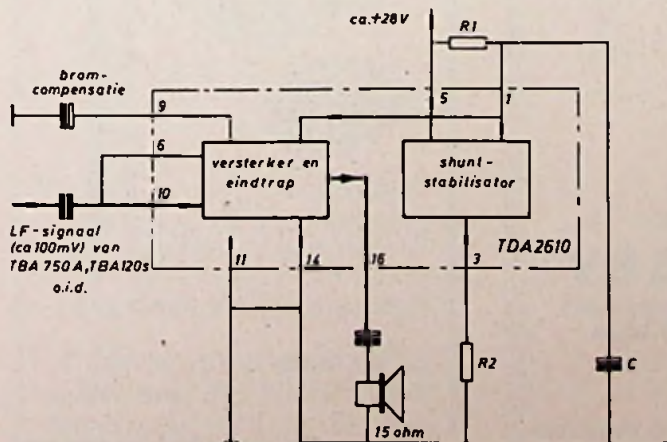 ca.+28V
R1
brom-
compensatie
9
5
1
6
versterker en
eindtrap
shunt-
stabilisator
10
LF-signaal
(ca 100mV) van
TBA 750 A, TBA120s
o.i.d.
11
14
16
3
TDA2610
R2
C
15 ohm